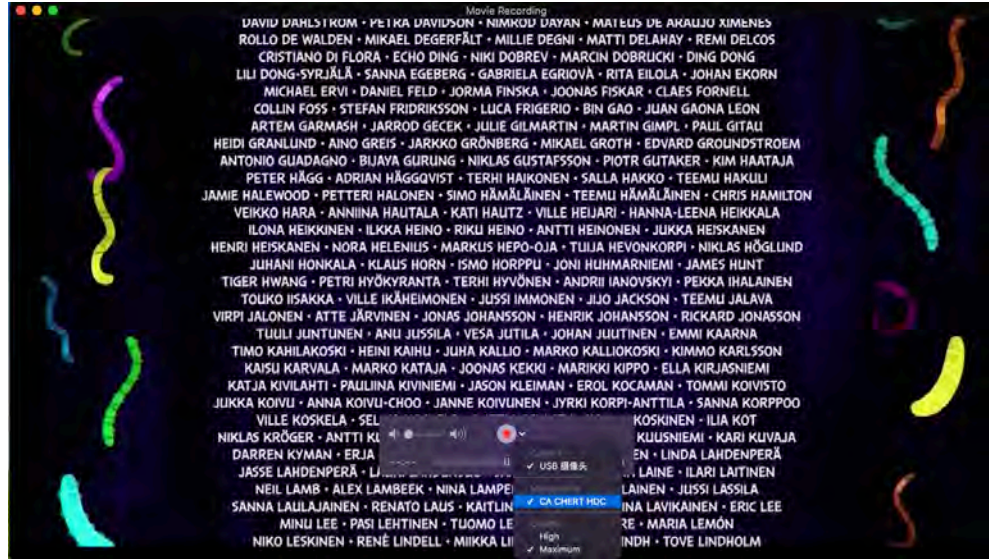 Movie Recording
DAVID DAHLSTROM • PETRA DAVIDSON • NIMROD DAYAN • MATEUS DE ARAUJO XIMENES
ROLLO DE WALDEN • MIKAEL DEGERFÄLT • MILLIE DEGNI • MATTI DELAHAY • REMI DELCOS
CRISTIANO DI FLORA • ECHO DING • NIKI DOBREV • MARCIN DOBRUCKI • DING DONG
LILI DONG-SYRJÄLÄ • SANNA EGEBERG • GABRIELA EGRIOVÀ • RITA EILOLA • JOHAN EKORN
MICHAEL ERVI • DANIEL FELD • JORMA FINSKA • JOONAS FISKAR • CLAES FORNELL
COLLIN FOSS • STEFAN FRIDRIKSSON • LUCA FRIGERIO • BIN GAO • JUAN GAONA LEON
ARTEM GARMASH • JARROD GECEK • JULIE GILMARTIN • MARTIN GIMPL • PAUL GITAU
HEIDI GRANLUND • AINO GREIS • JARKKO GRÖNBERG • MIKAEL GROTH • EDVARD GROUNDSTROEM
ANTONIO GUADAGNO • BIJAYA GURUNG • NIKLAS GUSTAFSSON • PIOTR GUTAKER • KIM HAATAJA
PETER HÄGG • ADRIAN HÄGGQVIST • TERHI HAIKONEN • SALLA HAKKO • TEEMU HAKULI
JAMIE HALEWOOD • PETTERI HALONEN • SIMO HÄMÄLÄINEN • TEEMU HÄMÄLÄINEN • CHRIS HAMILTON
VEIKKO HARA • ANNIINA HAUTALA • KATI HAUTZ • VILLE HEIJARI • HANNA-LEENA HEIKKALA
ILONA HEIKKINEN • ILKKA HEINO • RIKU HEINO • ANTTI HEINONEN • JUKKA HEISKANEN
HENRI HEISKANEN • NORA HELENIUS • MARKUS HEPO-OJA • TUIJA HEVONKORPI • NIKLAS HÖGLUND
JUHANI HONKALA • KLAUS HORN • ISMO HORPPU • JONI HUHMARNIEMI • JAMES HUNT
TIGER HWANG • PETRI HYÖKYRANTA • TERHI HYVÖNEN • ANDRII IANOVSKYI • PEKKA IHALAINEN
TOUKO IISAKKA • VILLE IKÄHEIMONEN • JUSSI IMMONEN • JIJO JACKSON • TEEMU JALAVA
VIRPI JALONEN • ATTE JÄRVINEN • JONAS JOHANSSON • HENRIK JOHANSSON • RICKARD JONASSON
TUULI JUNTUNEN • ANU JUSSILA • VESA JUTILA • JOHAN JUUTINEN • EMMI KAARNA
TIMO KAHILAKOSKI • HEINI KAIHU • JUHA KALLIO • MARKO KALLIOKOSKI • KIMMO KARLSSON
KAISU KARVALA • MARKO KATAJA • JOONAS KEKKI • MARIKKI KIPPO • ELLA KIRJASNIEMI
KATJA KIVILAHTI • PAULIINA KIVINIEMI • JASON KLEIMAN • EROL KOCAMAN • TOMMI KOIVISTO
JUKKA KOIVU • ANNA KOIVU-CHOO • JANNE KOIVUNEN • JYRKI KORPI-ANTTILA • SANNA KORPPOO
VILLE KOSKELA • SEL KOSKINEN • ILIA KOT
NIKLAS KRÖGER • ANTTI KU KUUSNIEMI • KARI KUVAJA
DARREN KYMAN • ERJA EN • LINDA LAHDENPERÄ
USB 摄像头
JASSE LAHDENPERÄ • LAINE • ILARI LAITINEN
NEIL LAMB • ALEX LAMBEEK • NINA LAMPE LAINEN • JUSSI LASSILA
CA CHERT HDC
SANNA LAULAJAINEN • RENATO LAUS • KAITLIN NA LAVIKAINEN • ERIC LEE
MINU LEE • PASI LEHTINEN • TUOMO LE RE • MARIA LEMÓN
High
NIKO LESKINEN • RENÉ LINDELL • MIIKKA LI NDH • TOVE LINDHOLM
Maximum